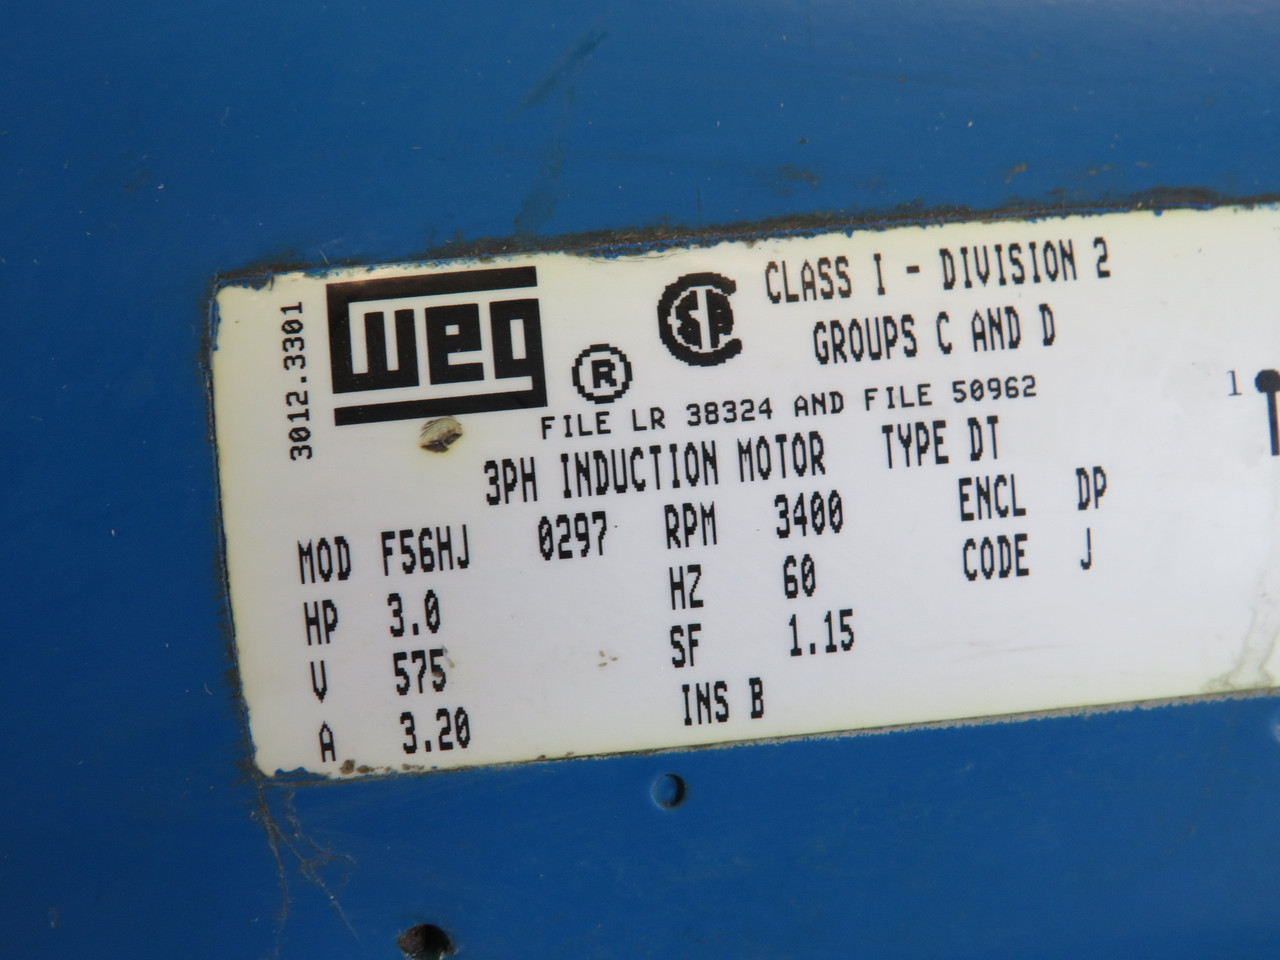 3012.3301
weg ®
CSA
CLASS I - DIVISION 2
GROUPS C AND D
FILE LR 38324 AND FILE 50962
3PH INDUCTION MOTOR TYPE DT
MOD F56HJ 0297 RPM 3400 ENCL DP
HP 3.0 HZ 60 CODE J
V 575 SF 1.15
A 3.20 INS B
1